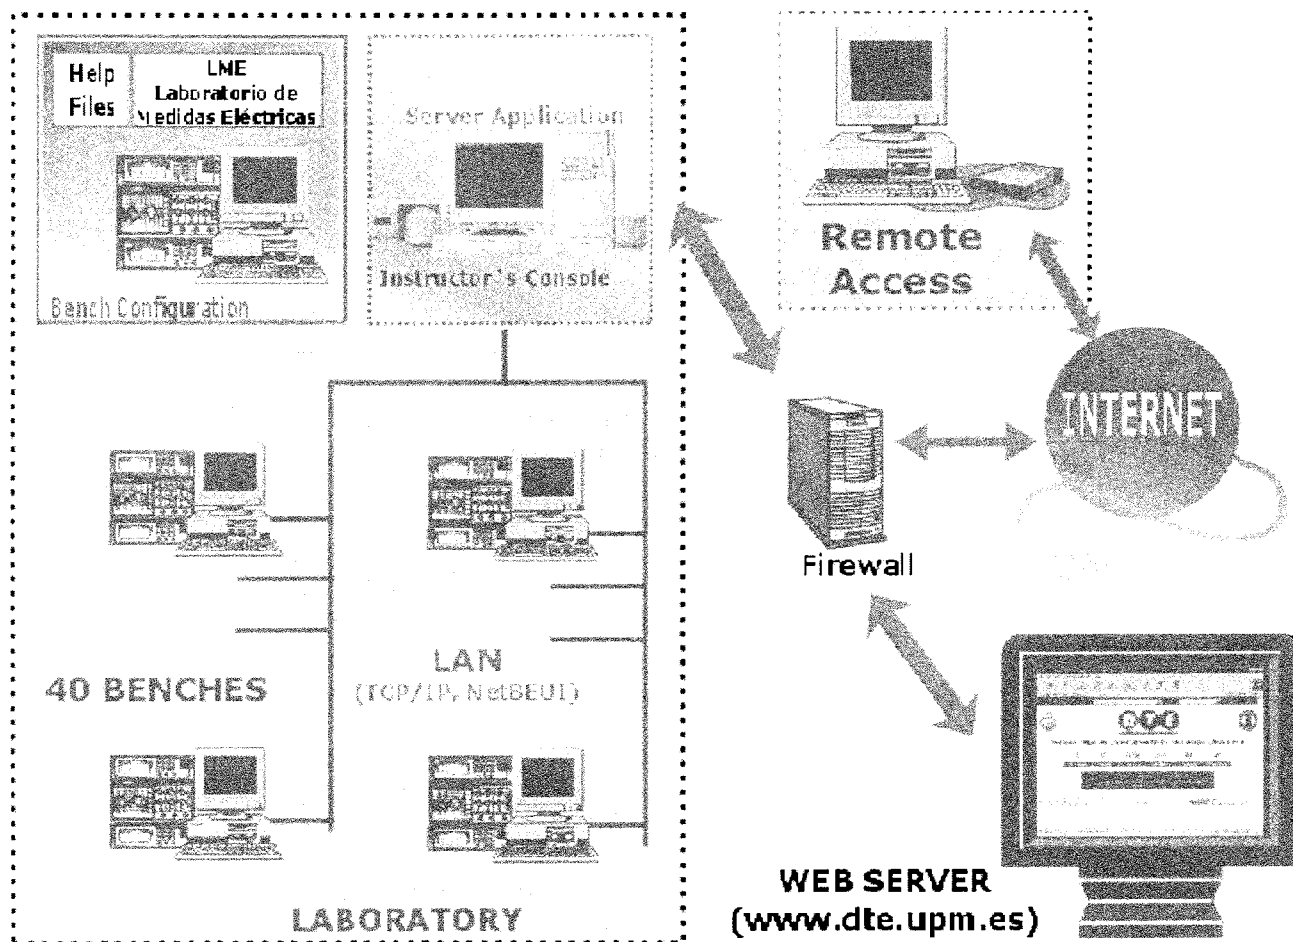 Help
Files
LME
Laboratorio de
Medidas Eléctricas
Bench Configuration
Server Application
Instructor's Console
Remote
Access
INTERNET
Firewall
40 BENCHES
LAN
(TCP/IP, NetBEUI)
LABORATORY
WEB SERVER
(www.dte.upm.es)